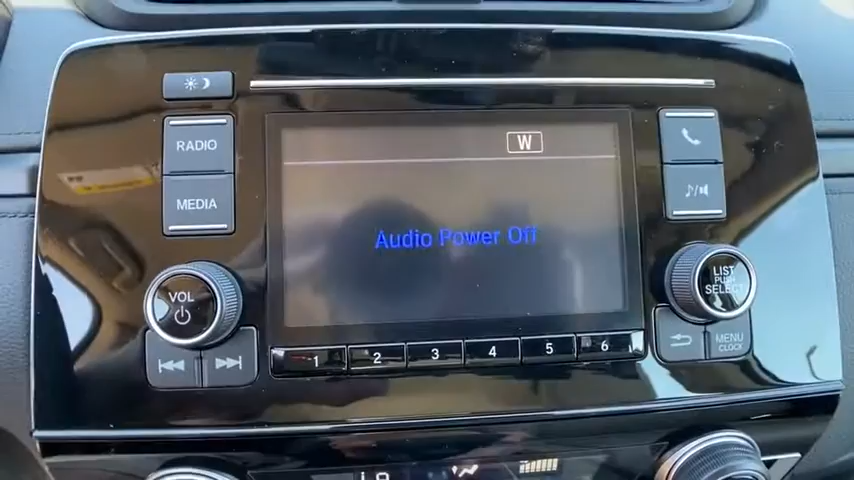 W
RADIO
MEDIA
Audio Power Off
VOL
LIST
PUSH
SELECT
1 2 3 4 5 6
MENU
CLOCK